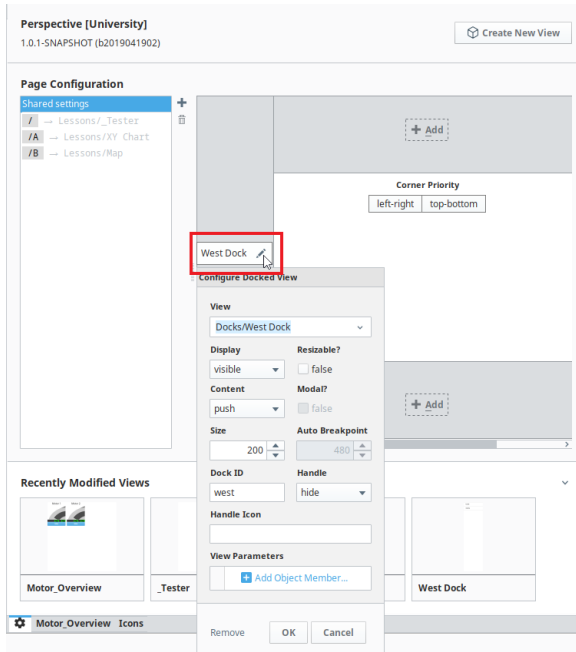 Perspective [University]
1.0.1-SNAPSHOT (b2019041902)
Create New View
Page Configuration
Shared settings
/ → Lessons/_Tester
/A → Lessons/XY Chart
/B → Lessons/Map
+ Add
Corner Priority
left-right top-bottom
West Dock
Configure Docked View
View
Docks/West Dock
Display Resizable?
visible false
Content Modal?
push false
Size Auto Breakpoint
200 480
Dock ID Handle
west hide
Handle Icon
View Parameters
Add Object Member...
Remove OK Cancel
+ Add
Recently Modified Views
Motor_Overview
_Tester
West Dock
Motor_Overview Icons